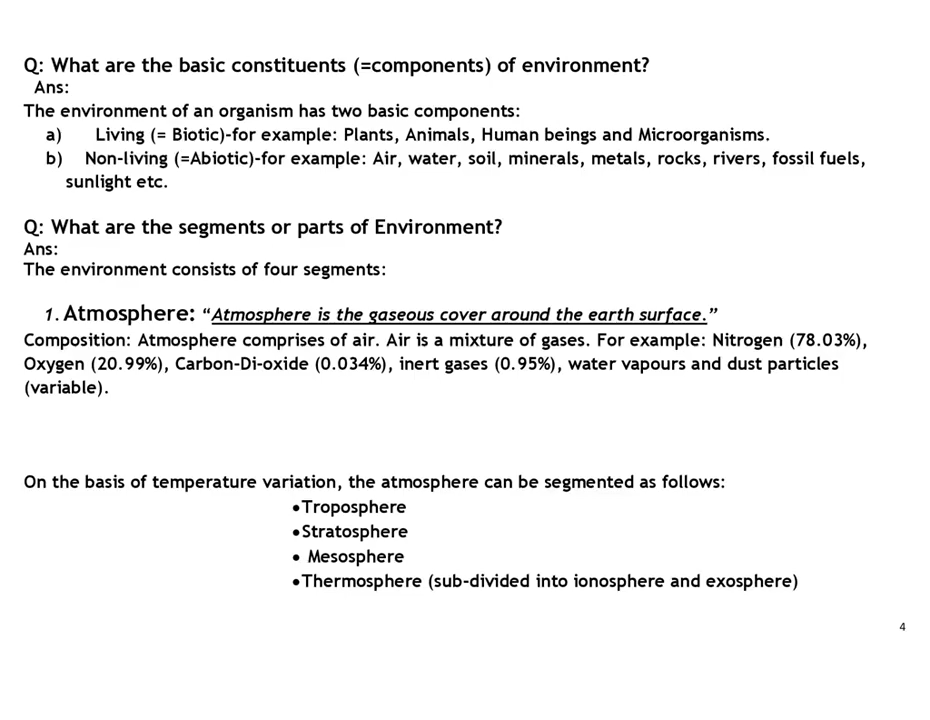 Q: What are the basic constituents (=components) of environment?
Ans:
The environment of an organism has two basic components:
a) Living (= Biotic)-for example: Plants, Animals, Human beings and Microorganisms.
b) Non-living (=Abiotic)-for example: Air, water, soil, minerals, metals, rocks, rivers, fossil fuels,
sunlight etc.
Q: What are the segments or parts of Environment?
Ans:
The environment consists of four segments:
1. Atmosphere: “Atmosphere is the gaseous cover around the earth surface.”
Composition: Atmosphere comprises of air. Air is a mixture of gases. For example: Nitrogen (78.03%),
Oxygen (20.99%), Carbon-Di-oxide (0.034%), inert gases (0.95%), water vapours and dust particles
(variable).
On the basis of temperature variation, the atmosphere can be segmented as follows:
•Troposphere
•Stratosphere
• Mesosphere
•Thermosphere (sub-divided into ionosphere and exosphere)
4